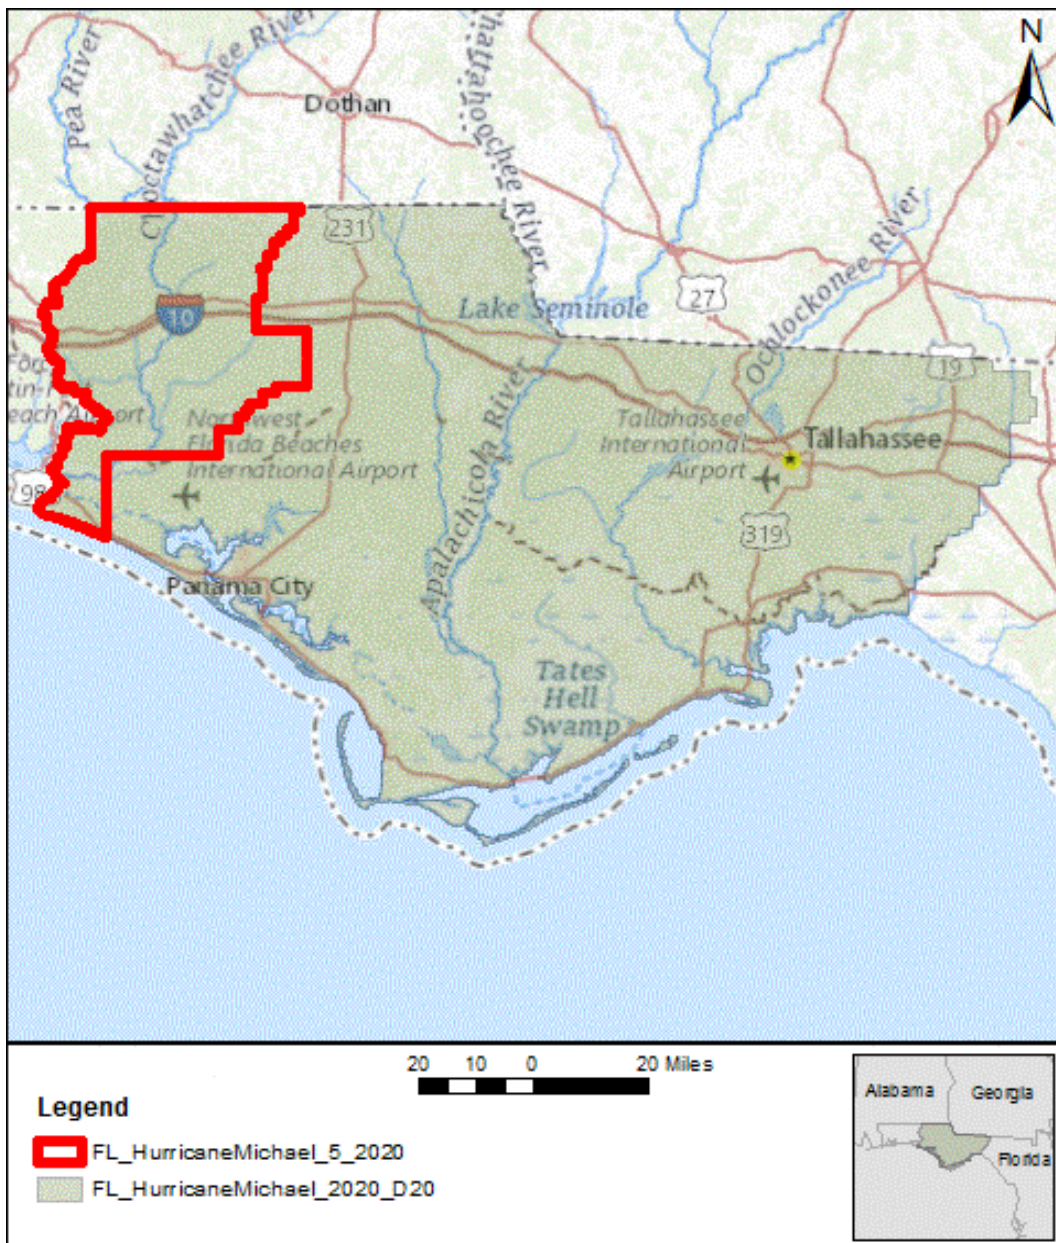 N
Pea River
Choctawhatchee River
Dothan
Chattahoochee River
231
Ochlockonee River
27
Lake Seminole
10
19
Northwest
Florida Beaches
International Airport
Tallahassee
International
Airport
Tallahassee
98
Apalachicola River
319
Panama City
Tates
Hell
Swamp
20 10 0 20 Miles
Legend
FL_HurricaneMichael_5_2020
FL_HurricaneMichael_2020_D20
Alabama
Georgia
Florida